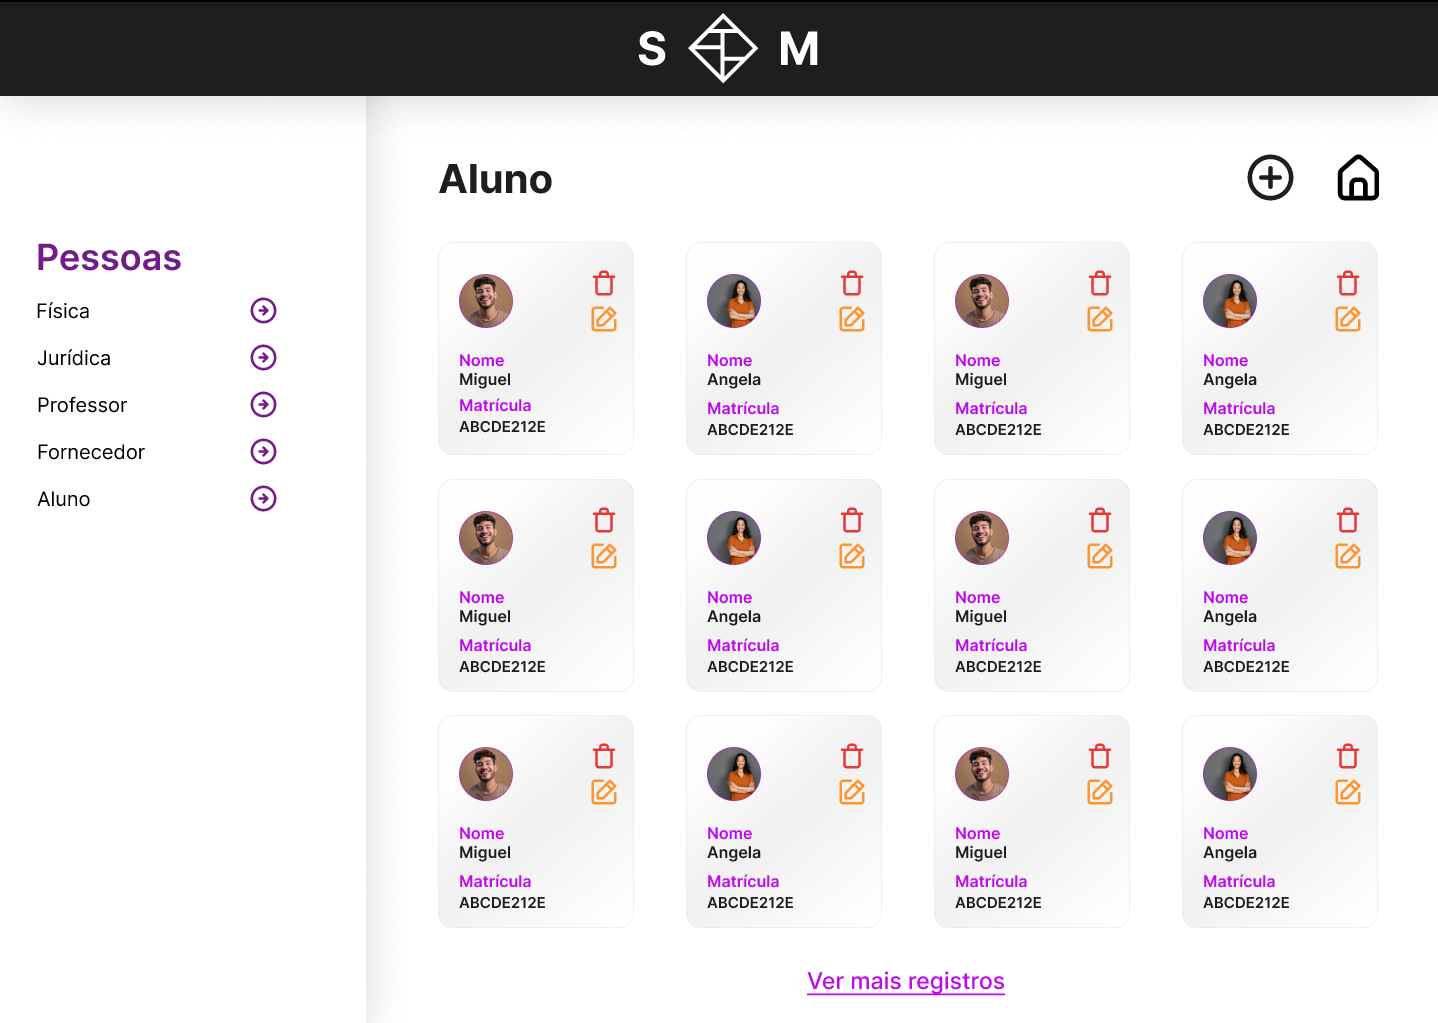 S M
Aluno
Pessoas
Física
Jurídica
Professor
Fornecedor
Aluno
Nome
Miguel
Matrícula
ABCDE212E
Nome
Angela
Matrícula
ABCDE212E
Nome
Miguel
Matrícula
ABCDE212E
Nome
Angela
Matrícula
ABCDE212E
Nome
Miguel
Matrícula
ABCDE212E
Nome
Angela
Matrícula
ABCDE212E
Nome
Miguel
Matrícula
ABCDE212E
Nome
Angela
Matrícula
ABCDE212E
Nome
Miguel
Matrícula
ABCDE212E
Nome
Angela
Matrícula
ABCDE212E
Nome
Miguel
Matrícula
ABCDE212E
Nome
Angela
Matrícula
ABCDE212E
Ver mais registros